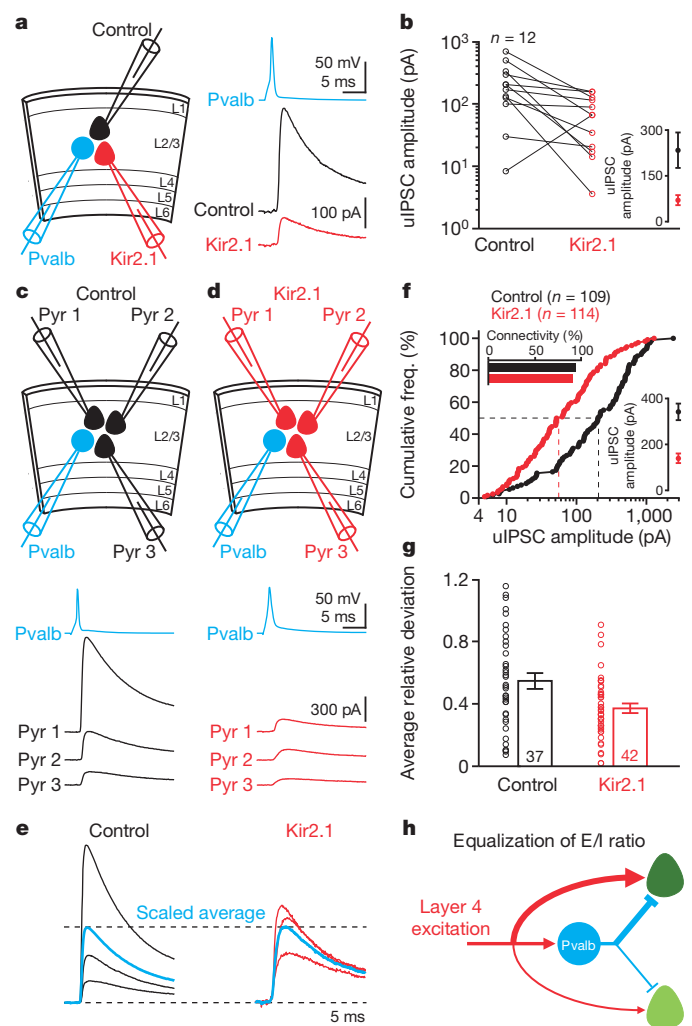 a
Control
L1
L2/3
L4
L5
L6
Pvalb
Kir2.1
50 mV
5 ms
Pvalb
Control
100 pA
Kir2.1
b
n = 12
uIPSC amplitude (pA)
10³
10²
10¹
10⁰
Control
Kir2.1
uIPSC
amplitude (pA)
300
150
0
c
Control
Pyr 1
Pyr 2
L1
L2/3
L4
L5
L6
Pvalb
Pyr 3
50 mV
5 ms
Pvalb
Pyr 1
Pyr 2
Pyr 3
d
Kir2.1
Pyr 1
Pyr 2
L1
L2/3
L4
L5
L6
Pvalb
Pyr 3
Pvalb
300 pA
Pyr 1
Pyr 2
Pyr 3
e
Control
Kir2.1
Scaled average
5 ms
f
Control (n = 109)
Kir2.1 (n = 114)
Connectivity (%)
0
50
100
Cumulative freq. (%)
100
80
60
40
20
0
4
10
100
1,000
uIPSC amplitude (pA)
uIPSC
amplitude (pA)
400
200
0
g
Average relative deviation
1.2
0.8
0.4
0
37
42
Control
Kir2.1
h
Equalization of E/I ratio
Layer 4
excitation
Pvalb